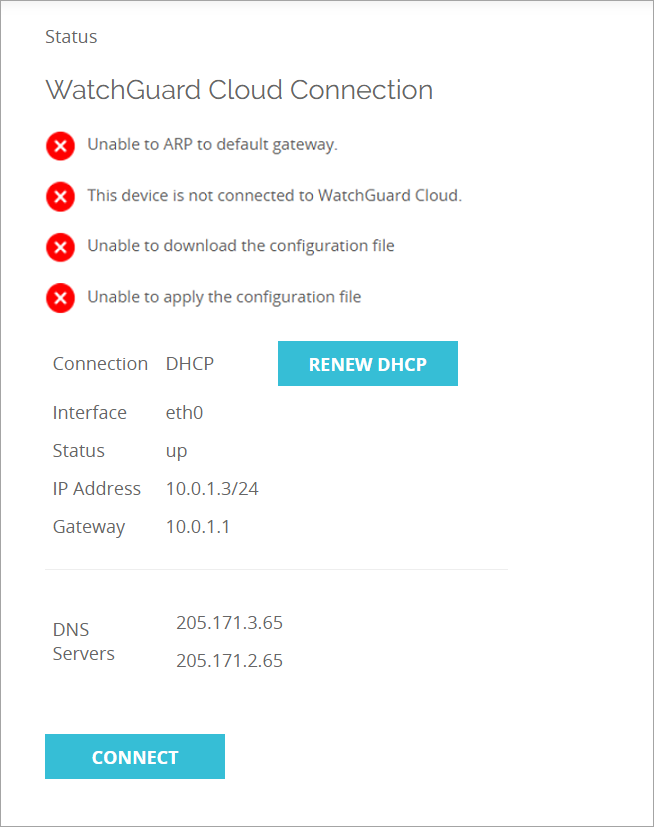 Status
WatchGuard Cloud Connection
Unable to ARP to default gateway.
This device is not connected to WatchGuard Cloud.
Unable to download the configuration file
Unable to apply the configuration file
Connection DHCP RENEW DHCP
Interface eth0
Status up
IP Address 10.0.1.3/24
Gateway 10.0.1.1
DNS Servers
205.171.3.65
205.171.2.65
CONNECT